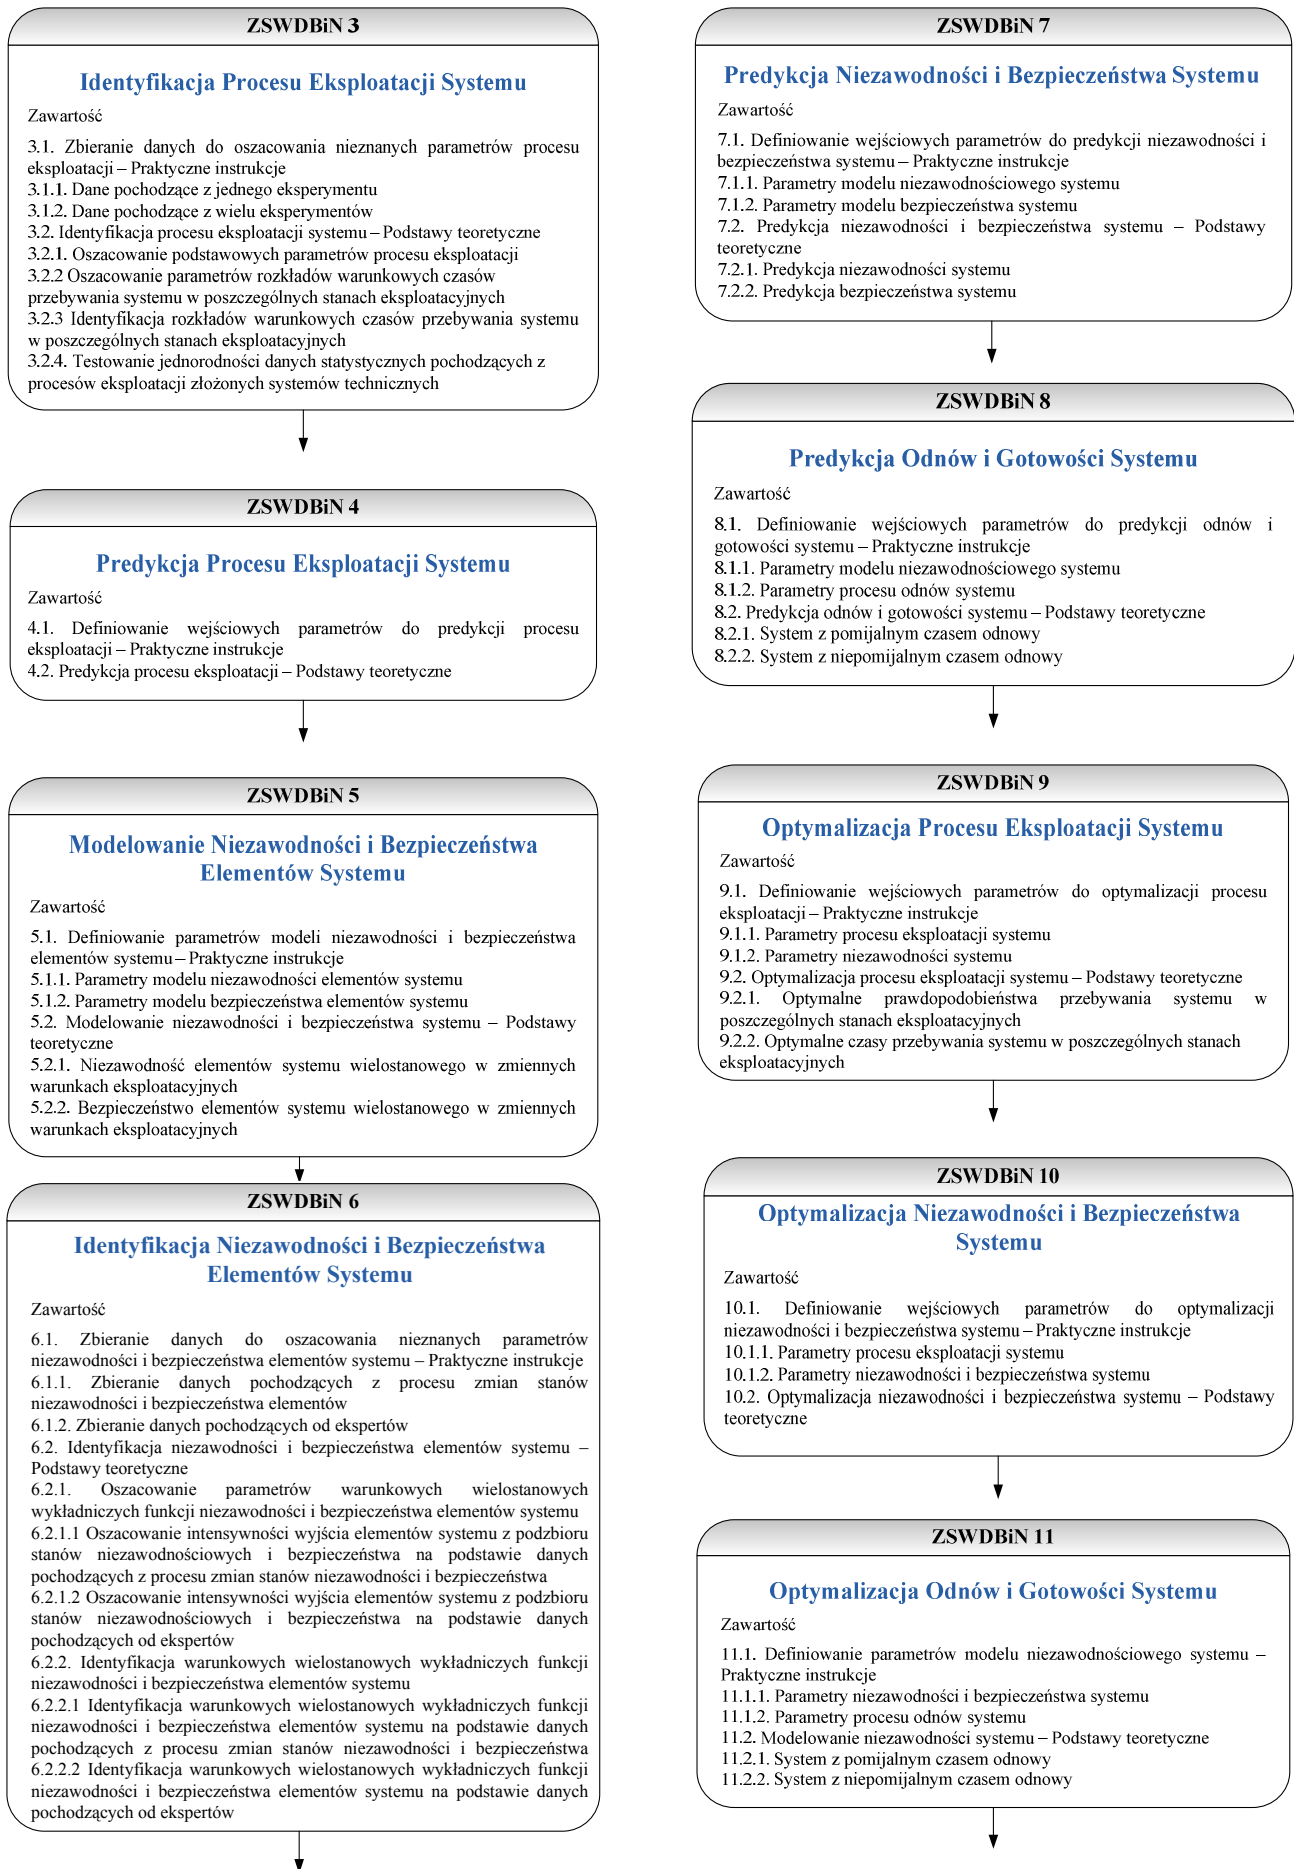 ZSWDBiN 3
Identyfikacja Procesu Eksploatacji Systemu
Zawartość
3.1. Zbieranie danych do oszacowania nieznanych parametrów procesu
eksploatacji – Praktyczne instrukcje
3.1.1. Dane pochodzące z jednego eksperymentu
3.1.2. Dane pochodzące z wielu eksperymentów
3.2. Identyfikacja procesu eksploatacji systemu – Podstawy teoretyczne
3.2.1. Oszacowanie podstawowych parametrów procesu eksploatacji
3.2.2 Oszacowanie parametrów rozkładów warunkowych czasów
przebywania systemu w poszczególnych stanach eksploatacyjnych
3.2.3 Identyfikacja rozkładów warunkowych czasów przebywania systemu
w poszczególnych stanach eksploatacyjnych
3.2.4. Testowanie jednorodności danych statystycznych pochodzących z
procesów eksploatacji złożonych systemów technicznych
ZSWDBiN 4
Predykcja Procesu Eksploatacji Systemu
Zawartość
4.1. Definiowanie wejściowych parametrów do predykcji procesu
eksploatacji – Praktyczne instrukcje
4.2. Predykcja procesu eksploatacji – Podstawy teoretyczne
ZSWDBiN 5
Modelowanie Niezawodności i Bezpieczeństwa
Elementów Systemu
Zawartość
5.1. Definiowanie parametrów modeli niezawodności i bezpieczeństwa
elementów systemu – Praktyczne instrukcje
5.1.1. Parametry modelu niezawodności elementów systemu
5.1.2. Parametry modelu bezpieczeństwa elementów systemu
5.2. Modelowanie niezawodności i bezpieczeństwa systemu – Podstawy
teoretyczne
5.2.1. Niezawodność elementów systemu wielostanowego w zmiennych
warunkach eksploatacyjnych
5.2.2. Bezpieczeństwo elementów systemu wielostanowego w zmiennych
warunkach eksploatacyjnych
ZSWDBiN 6
Identyfikacja Niezawodności i Bezpieczeństwa
Elementów Systemu
Zawartość
6.1. Zbieranie danych do oszacowania nieznanych parametrów
niezawodności i bezpieczeństwa elementów systemu – Praktyczne instrukcje
6.1.1. Zbieranie danych pochodzących z procesu zmian stanów
niezawodności i bezpieczeństwa elementów
6.1.2. Zbieranie danych pochodzących od ekspertów
6.2. Identyfikacja niezawodności i bezpieczeństwa elementów systemu –
Podstawy teoretyczne
6.2.1. Oszacowanie parametrów warunkowych wielostanowych
wykładniczych funkcji niezawodności i bezpieczeństwa elementów systemu
6.2.1.1 Oszacowanie intensywności wyjścia elementów systemu z podzbioru
stanów niezawodnościowych i bezpieczeństwa na podstawie danych
pochodzących z procesu zmian stanów niezawodności i bezpieczeństwa
6.2.1.2 Oszacowanie intensywności wyjścia elementów systemu z podzbioru
stanów niezawodnościowych i bezpieczeństwa na podstawie danych
pochodzących od ekspertów
6.2.2. Identyfikacja warunkowych wielostanowych wykładniczych funkcji
niezawodności i bezpieczeństwa elementów systemu
6.2.2.1 Identyfikacja warunkowych wielostanowych wykładniczych funkcji
niezawodności i bezpieczeństwa elementów systemu na podstawie danych
pochodzących z procesu zmian stanów niezawodności i bezpieczeństwa
6.2.2.2 Identyfikacja warunkowych wielostanowych wykładniczych funkcji
niezawodności i bezpieczeństwa elementów systemu na podstawie danych
pochodzących od ekspertów
ZSWDBiN 7
Predykcja Niezawodności i Bezpieczeństwa Systemu
Zawartość
7.1. Definiowanie wejściowych parametrów do predykcji niezawodności i
bezpieczeństwa systemu – Praktyczne instrukcje
7.1.1. Parametry modelu niezawodnościowego systemu
7.1.2. Parametry modelu bezpieczeństwa systemu
7.2. Predykcja niezawodności i bezpieczeństwa systemu – Podstawy
teoretyczne
7.2.1. Predykcja niezawodności systemu
7.2.2. Predykcja bezpieczeństwa systemu
ZSWDBiN 8
Predykcja Odnów i Gotowości Systemu
Zawartość
8.1. Definiowanie wejściowych parametrów do predykcji odnów i
gotowości systemu – Praktyczne instrukcje
8.1.1. Parametry modelu niezawodnościowego systemu
8.1.2. Parametry procesu odnów systemu
8.2. Predykcja odnów i gotowości systemu – Podstawy teoretyczne
8.2.1. System z pomijalnym czasem odnowy
8.2.2. System z niepomijalnym czasem odnowy
ZSWDBiN 9
Optymalizacja Procesu Eksploatacji Systemu
Zawartość
9.1. Definiowanie wejściowych parametrów do optymalizacji procesu
eksploatacji – Praktyczne instrukcje
9.1.1. Parametry procesu eksploatacji systemu
9.1.2. Parametry niezawodności systemu
9.2. Optymalizacja procesu eksploatacji systemu – Podstawy teoretyczne
9.2.1. Optymalne prawdopodobieństwa przebywania systemu w
poszczególnych stanach eksploatacyjnych
9.2.2. Optymalne czasy przebywania systemu w poszczególnych stanach
eksploatacyjnych
ZSWDBiN 10
Optymalizacja Niezawodności i Bezpieczeństwa
Systemu
Zawartość
10.1. Definiowanie wejściowych parametrów do optymalizacji
niezawodności i bezpieczeństwa systemu – Praktyczne instrukcje
10.1.1. Parametry procesu eksploatacji systemu
10.1.2. Parametry niezawodności i bezpieczeństwa systemu
10.2. Optymalizacja niezawodności i bezpieczeństwa systemu – Podstawy
teoretyczne
ZSWDBiN 11
Optymalizacja Odnów i Gotowości Systemu
Zawartość
11.1. Definiowanie parametrów modelu niezawodnościowego systemu –
Praktyczne instrukcje
11.1.1. Parametry niezawodności i bezpieczeństwa systemu
11.1.2. Parametry procesu odnów systemu
11.2. Modelowanie niezawodności systemu – Podstawy teoretyczne
11.2.1. System z pomijalnym czasem odnowy
11.2.2. System z niepomijalnym czasem odnowy